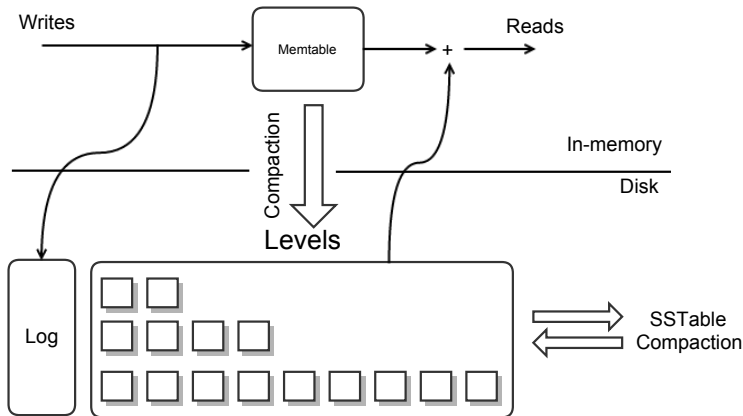 Writes
Memtable
+
Reads
Compaction
In-memory
Disk
Levels
Log
SSTable
Compaction